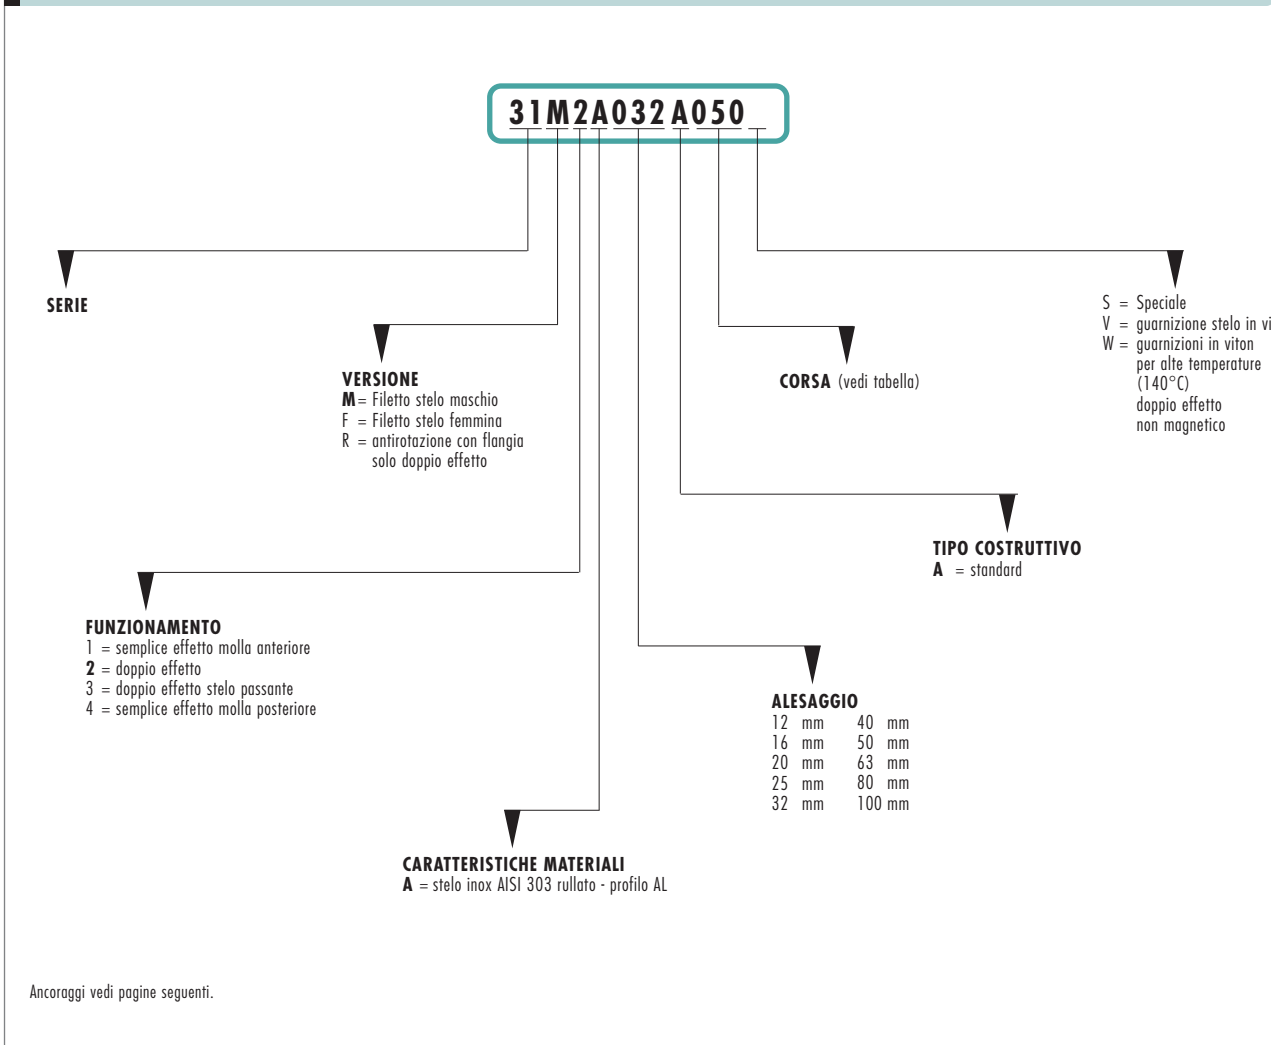 31M2A032A050
SERIE
VERSIONE
M = Filetto stelo maschio
F = Filetto stelo femmina
R = antirotazione con flangia
solo doppio effetto
CORSA (vedi tabella)
S = Speciale
V = guarnizione stelo in vi
W = guarnizioni in viton
per alte temperature
(140°C)
doppio effetto
non magnetico
TIPO COSTRUTTIVO
A = standard
FUNZIONAMENTO
1 = semplice effetto molla anteriore
2 = doppio effetto
3 = doppio effetto stelo passante
4 = semplice effetto molla posteriore
ALESAGGIO
12 mm 40 mm
16 mm 50 mm
20 mm 63 mm
25 mm 80 mm
32 mm 100 mm
CARATTERISTICHE MATERIALI
A = stelo inox AISI 303 rullato - profilo AL
Ancoraggi vedi pagine seguenti.